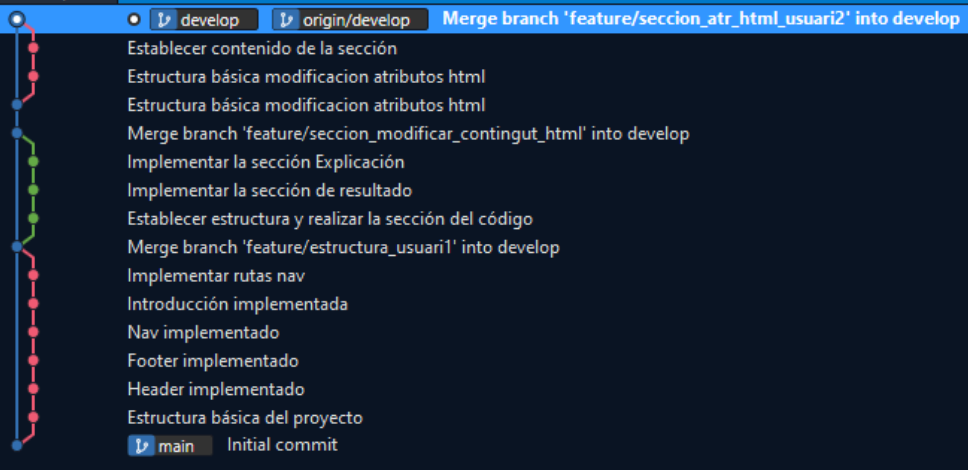 develop origin/develop Merge branch 'feature/seccion_atr_html_usuari2' into develop
Establecer contenido de la sección
Estructura básica modificacion atributos html
Estructura básica modificacion atributos html
Merge branch 'feature/seccion_modificar_contingut_html' into develop
Implementar la sección Explicación
Implementar la sección de resultado
Establecer estructura y realizar la sección del código
Merge branch 'feature/estructura_usuari1' into develop
Implementar rutas nav
Introducción implementada
Nav implementado
Footer implementado
Header implementado
Estructura básica del proyecto
main Initial commit